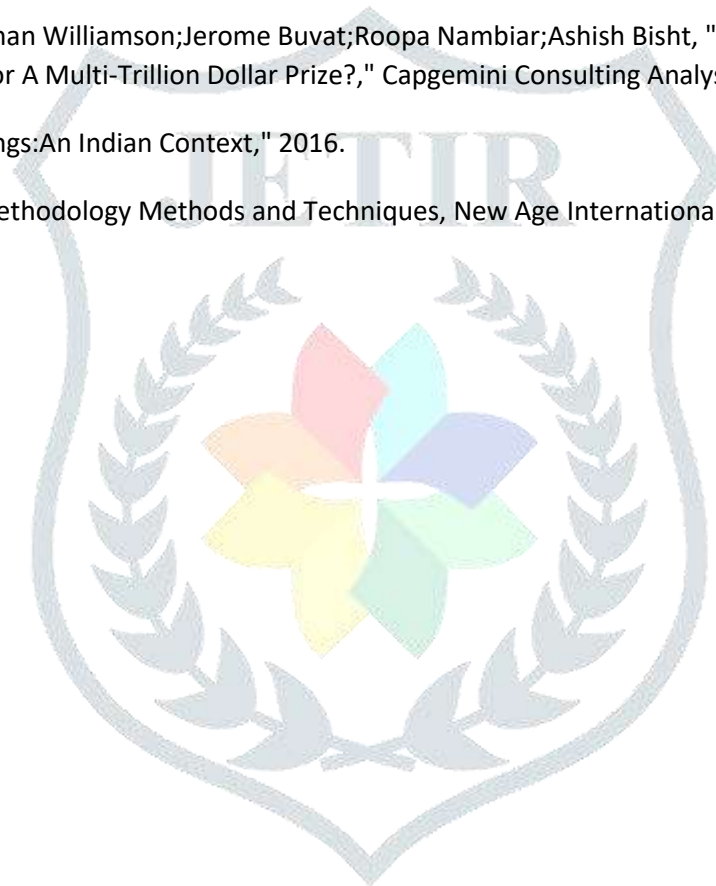 nan Williamson;Jerome Buvat;Roopa Nambiar;Ashish Bisht, "
or A Multi-Trillion Dollar Prize?," Capgemini Consulting Analys
ngs:An Indian Context," 2016.
JETIR
ethodology Methods and Techniques, New Age Internationa